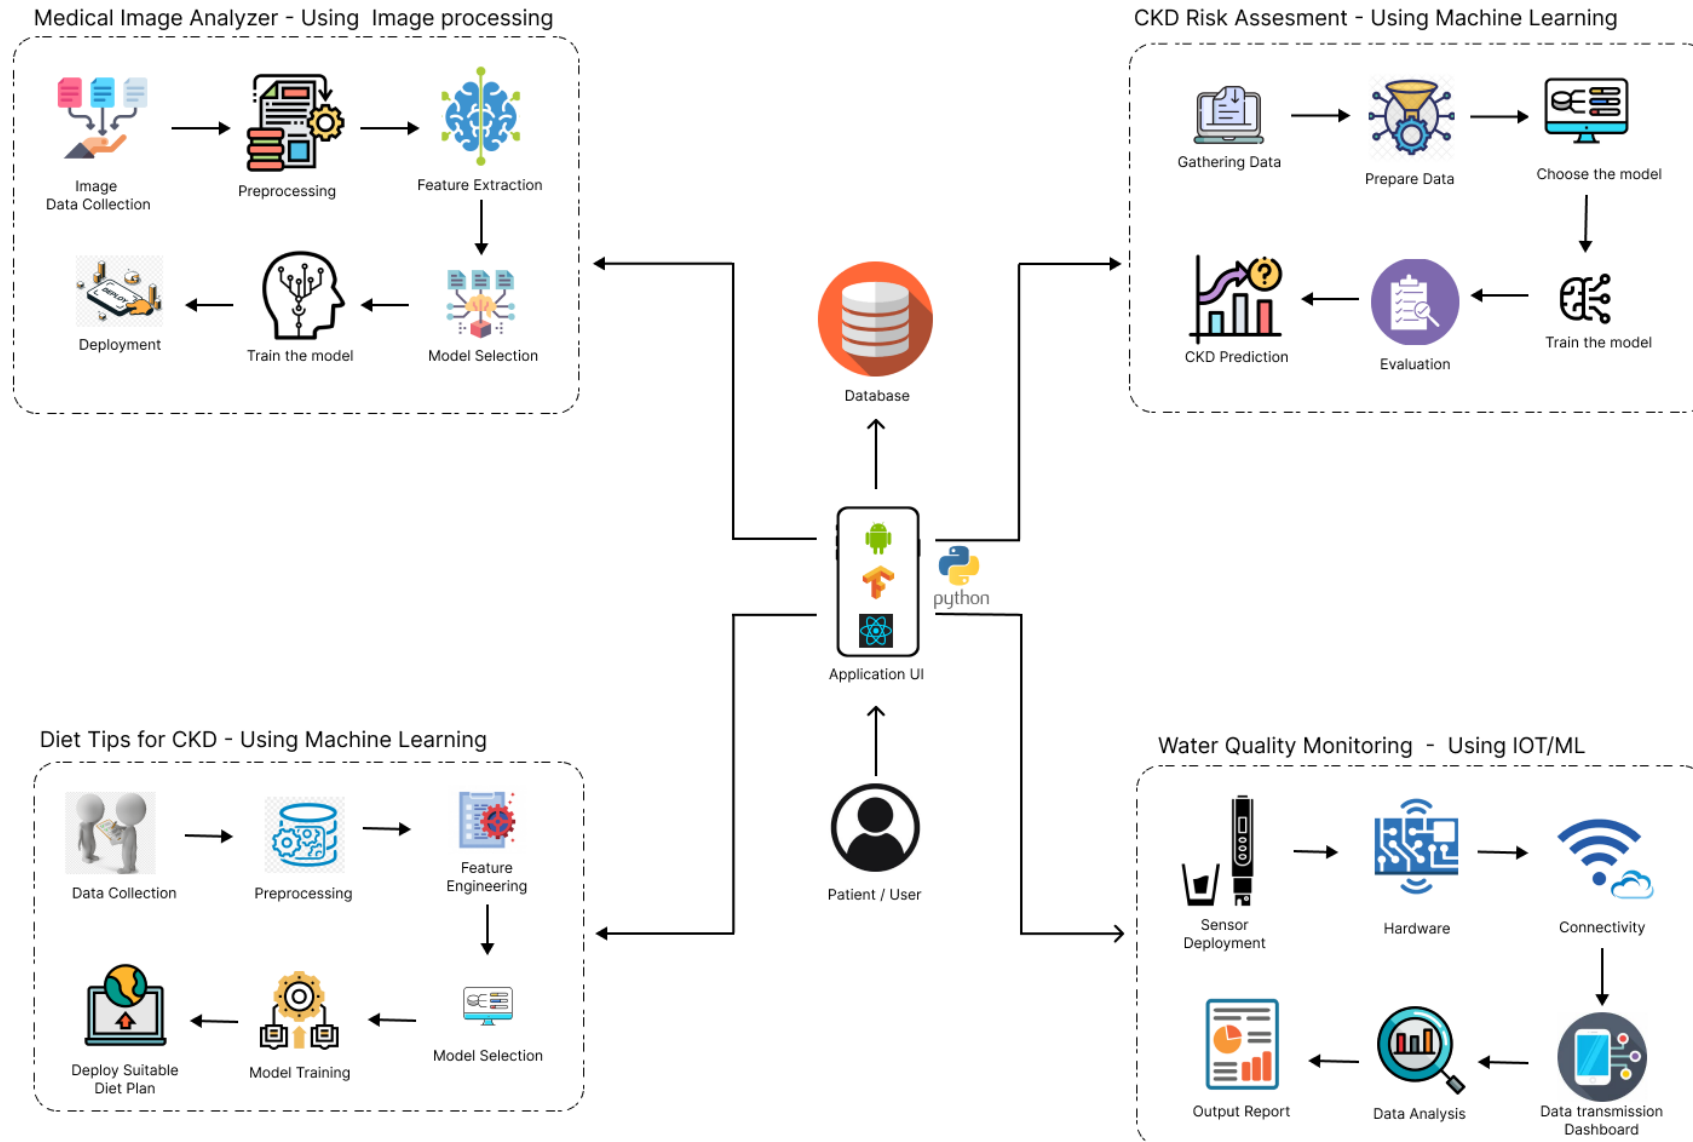 Medical Image Analyzer - Using  Image processing
Image
Data Collection
Preprocessing
Feature Extraction
Deployment
DEPLOY
Train the model
Model Selection
CKD Risk Assesment - Using Machine Learning
Gathering Data
Prepare Data
Choose the model
CKD Prediction
Evaluation
Train the model
Database
python
Application UI
Patient / User
Diet Tips for CKD - Using Machine Learning
Data Collection
Preprocessing
Feature
Engineering
Deploy Suitable
Diet Plan
Model Training
Model Selection
Water Quality Monitoring  -  Using IOT/ML
Sensor
Deployment
Hardware
Connectivity
Output Report
Data Analysis
Data transmission
Dashboard